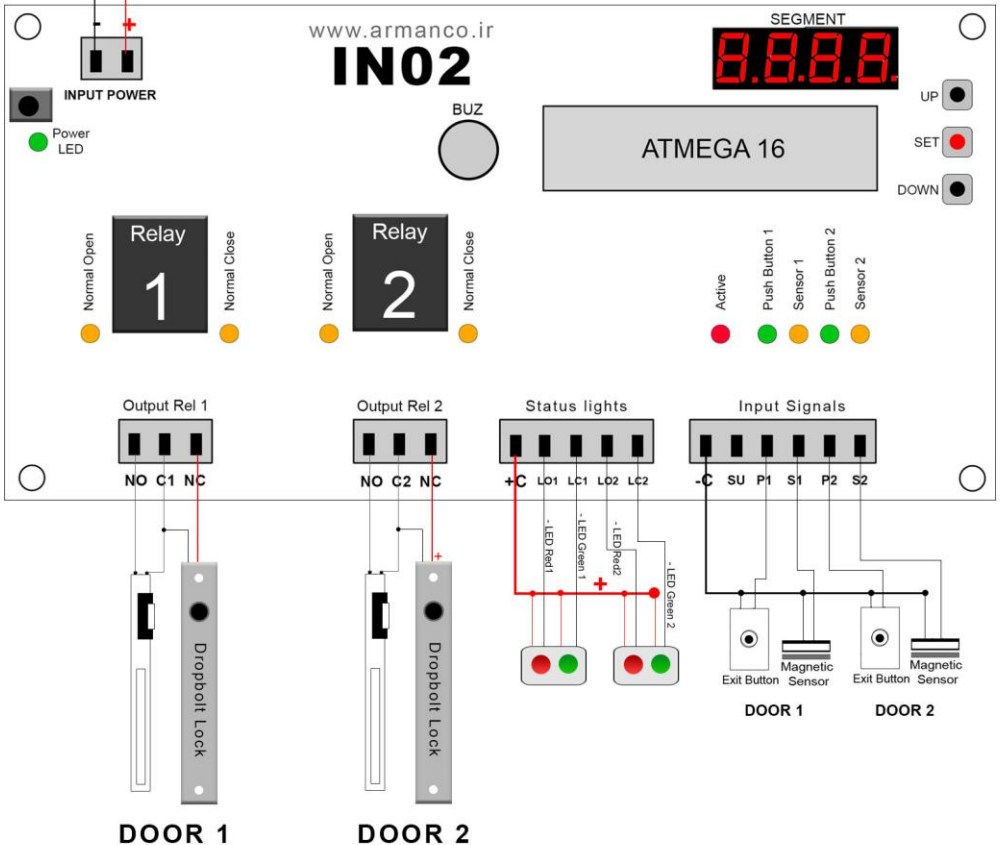 - +
www.armanco.ir
IN02
INPUT POWER
Power
LED
BUZ
SEGMENT
8.8.8.8.
ATMEGA 16
UP
SET
DOWN
Normal Open
Relay
1
Normal Close
Normal Open
Relay
2
Normal Close
Active
Push Button 1
Sensor 1
Push Button 2
Sensor 2
Output Rel 1
NO C1 NC
Output Rel 2
NO C2 NC
Status lights
+C LO1 LC1 LO2 LC2
Input Signals
-C SU P1 S1 P2 S2
Dropbolt Lock
DOOR 1
+
Dropbolt Lock
DOOR 2
- LED Red1
- LED Green 1
- LED Red2
- LED Green 2
+
Exit Button
Magnetic
Sensor
DOOR 1
Exit Button
Magnetic
Sensor
DOOR 2